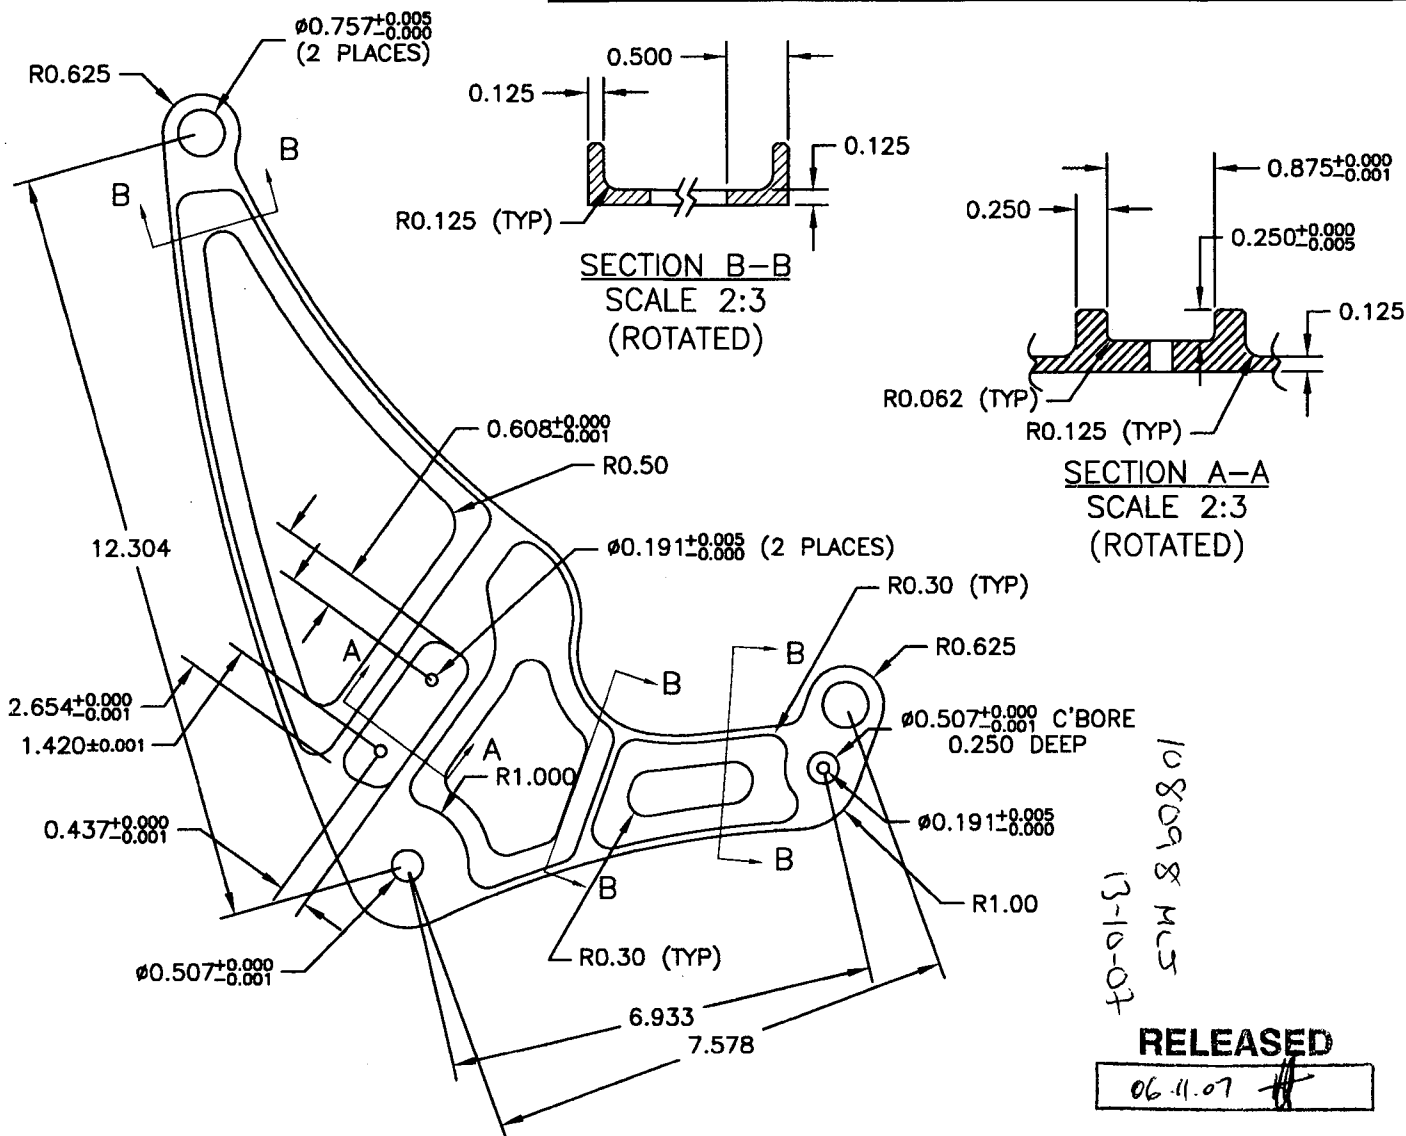 ø0.757+0.005 -0.000
(2 PLACES)
R0.625
B
B
0.125
0.500
0.125
R0.125 (TYP)
SECTION B-B
SCALE 2:3
(ROTATED)
0.875+0.000 -0.001
0.250
0.250+0.000 -0.005
0.125
R0.062 (TYP)
R0.125 (TYP)
SECTION A-A
SCALE 2:3
(ROTATED)
0.608+0.000 -0.001
R0.50
12.304
ø0.191+0.005 -0.000 (2 PLACES)
R0.30 (TYP)
R0.625
A
B
B
2.654+0.000 -0.001
1.420±0.001
A
R1.000
ø0.507+0.000 -0.001 C'BORE
0.250 DEEP
0.437+0.000 -0.001
ø0.191+0.005 -0.000
B
B
R1.00
R0.30 (TYP)
ø0.507+0.000 -0.001
6.933
7.578
13-10-07
RELEASED
06.11.07